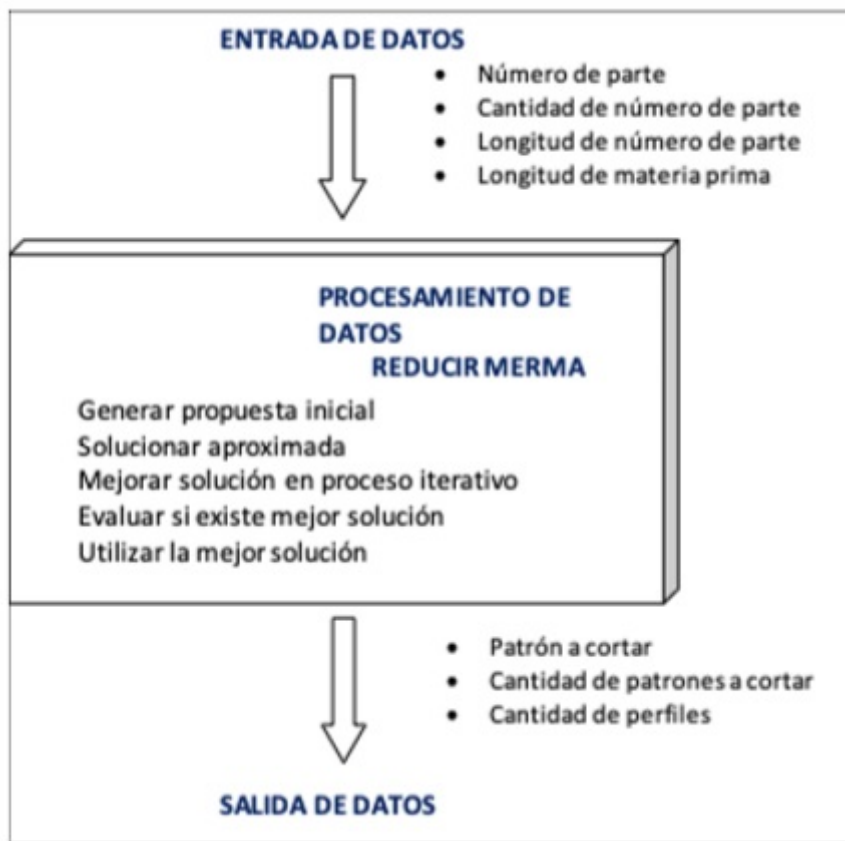 ENTRADA DE DATOS
• Número de parte
• Cantidad de número de parte
• Longitud de número de parte
• Longitud de materia prima
PROCESAMIENTO DE
DATOS
REDUCIR MERMA
Generar propuesta inicial
Solucionar aproximada
Mejorar solución en proceso iterativo
Evaluar si existe mejor solución
Utilizar la mejor solución
• Patrón a cortar
• Cantidad de patrones a cortar
• Cantidad de perfiles
SALIDA DE DATOS